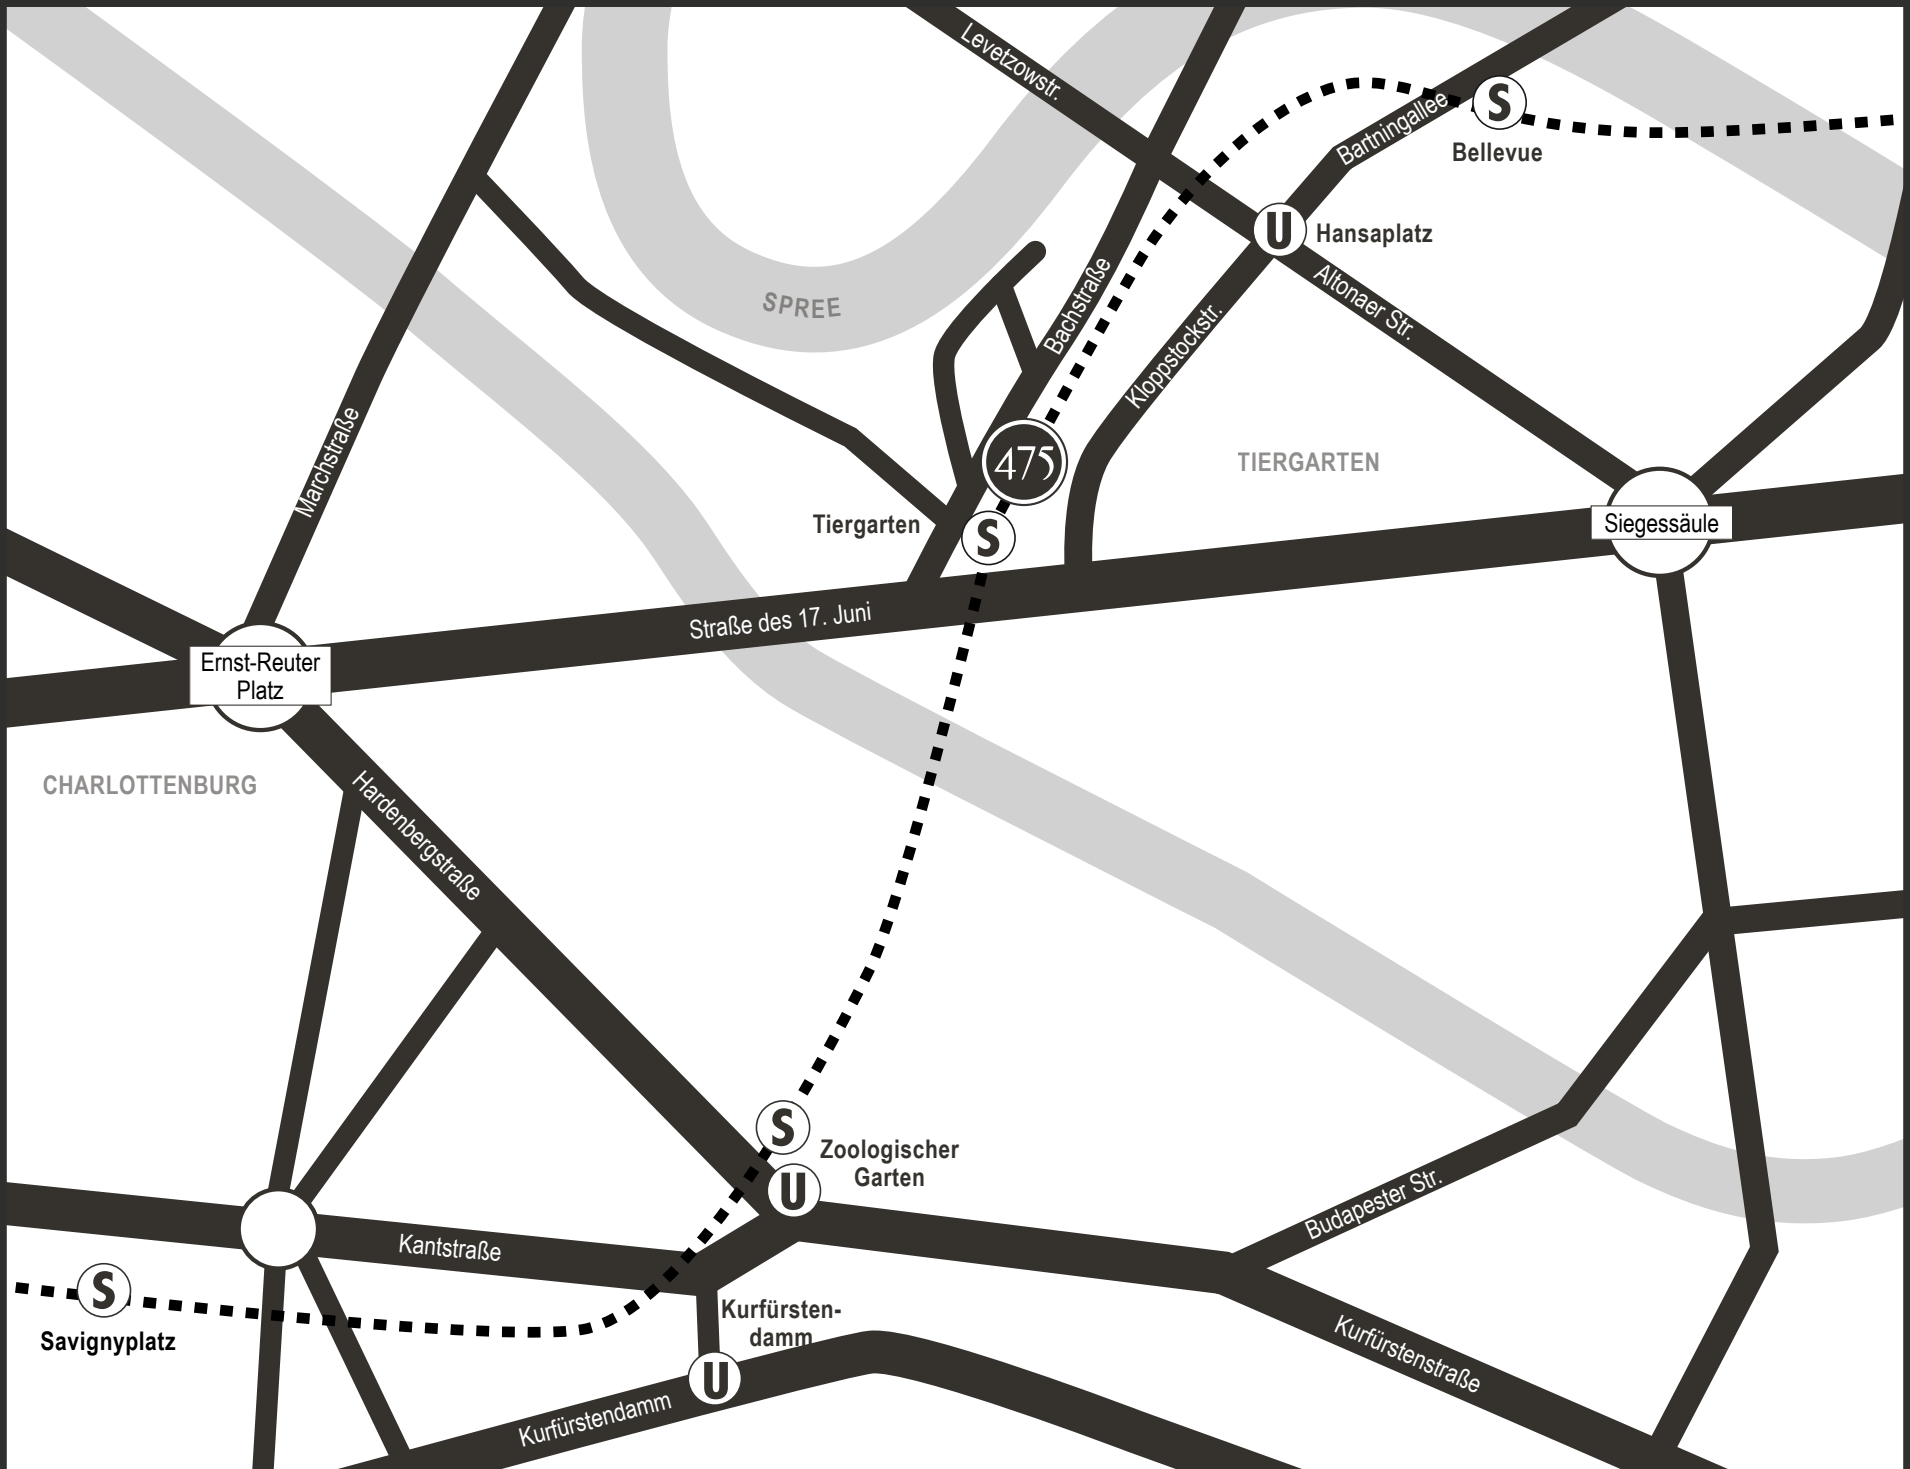 Levetzowstr.
Bartningallee
S
Bellevue
U
Hansaplatz
SPREE
Bachstraße
Altonaer Str.
Kloppstockstr.
Marchstraße
475
TIERGARTEN
Tiergarten
S
Siegessäule
Straße des 17. Juni
Ernst-Reuter
Platz
CHARLOTTENBURG
Hardenbergstraße
S
Zoologischer
Garten
U
Budapester Str.
Kantstraße
S
Savignyplatz
Kurfürsten-
damm
U
Kurfürstendamm
Kurfürstenstraße